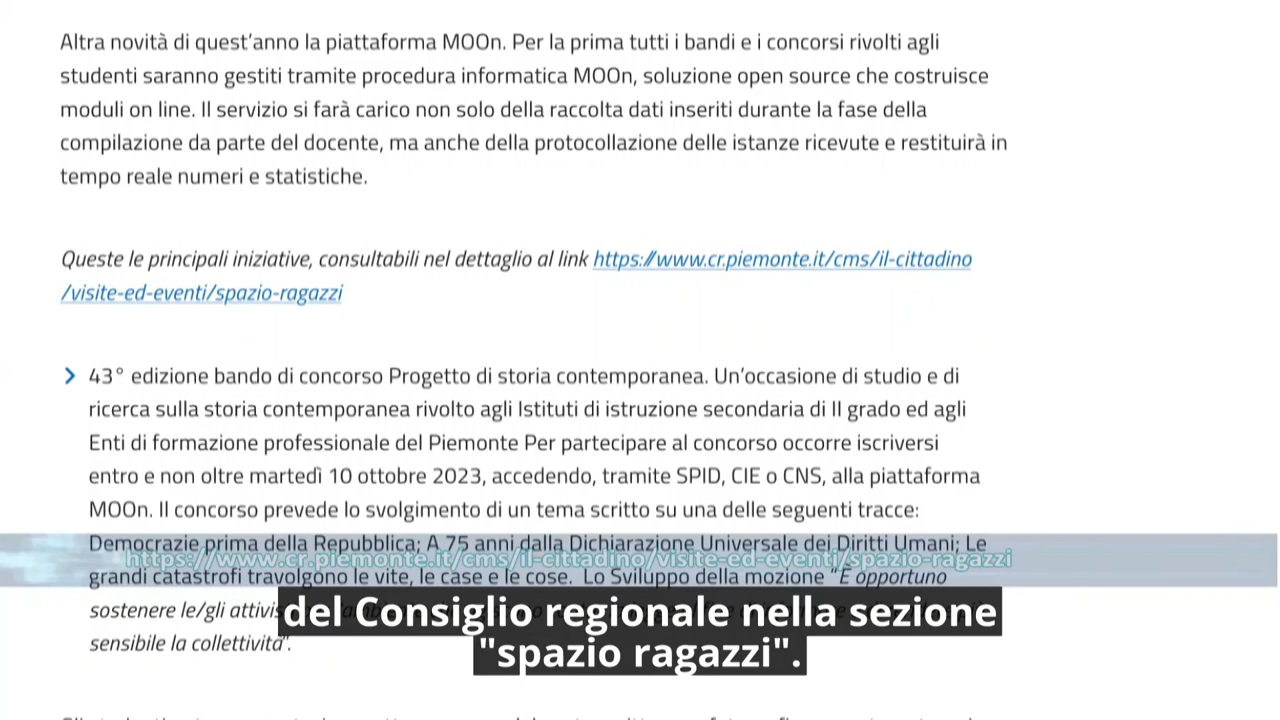 Altra novità di quest'anno la piattaforma MOOn. Per la prima tutti i bandi e i concorsi rivolti agli
studenti saranno gestiti tramite procedura informatica MOOn, soluzione open source che costruisce
moduli on line. Il servizio si farà carico non solo della raccolta dati inseriti durante la fase della
compilazione da parte del docente, ma anche della protocollazione delle istanze ricevute e restituirà in
tempo reale numeri e statistiche.
Queste le principali iniziative, consultabili nel dettaglio al link https://www.cr.piemonte.it/cms/il-cittadino
/visite-ed-eventi/spazio-ragazzi
43° edizione bando di concorso Progetto di storia contemporanea. Un'occasione di studio e di
ricerca sulla storia contemporanea rivolto agli Istituti di istruzione secondaria di II grado ed agli
Enti di formazione professionale del Piemonte Per partecipare al concorso occorre iscriversi
entro e non oltre martedì 10 ottobre 2023, accedendo, tramite SPID, CIE o CNS, alla piattaforma
MOOn. Il concorso prevede lo svolgimento di un tema scritto su una delle seguenti tracce:
Democrazie prima della Repubblica; A 75 anni dalla Dichiarazione Universale dei Diritti Umani; Le
https://www.cr.piemonte.it/cms/il-cittadino/visite-ed-eventi/spazio-ragazzi
grandi catastrofi travolgono le vite, le case e le cose. Lo Sviluppo della mozione "È opportuno
sostenere le/gli
del Consiglio regionale nella sezione
sensibile la collettività".
"spazio ragazzi".